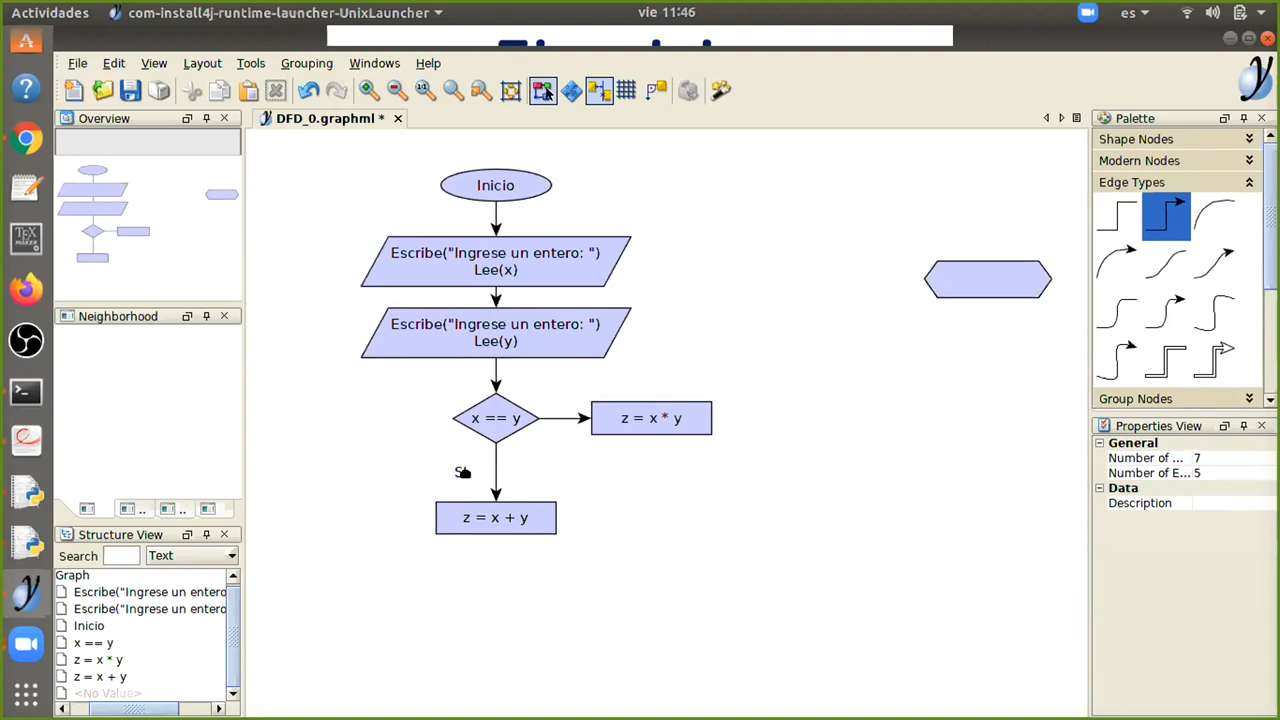 Actividades
com-install4j-runtime-launcher-UnixLauncher
vie 11:46
es
File Edit View Layout Tools Grouping Windows Help
Overview
DFD_0.graphml *
Palette
Shape Nodes
Modern Nodes
Edge Types
Group Nodes
Inicio
Escribe("Ingrese un entero: ")
Lee(x)
Escribe("Ingrese un entero: ")
Lee(y)
x == y
z = x * y
z = x + y
Neighborhood
..
..
Structure View
Search
Text
Graph
Escribe("Ingrese un entero
Escribe("Ingrese un entero
Inicio
x == y
z = x * y
z = x + y
<No Value>
Properties View
General
Number of ... 7
Number of E... 5
Data
Description